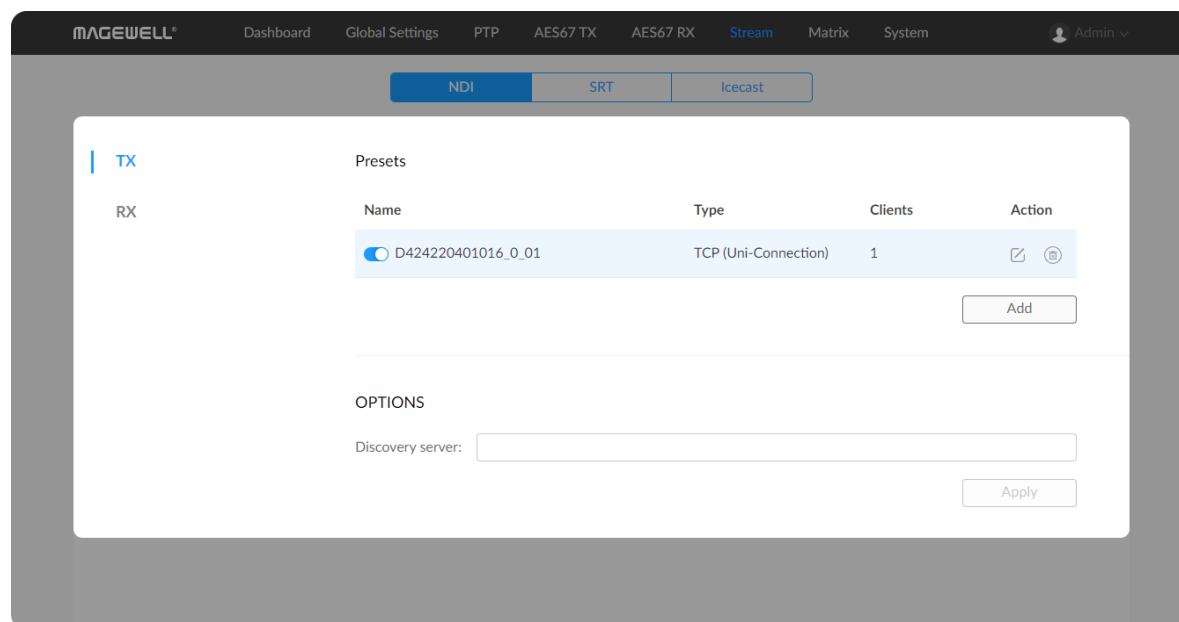 MAGEWELL® Dashboard Global Settings PTP AES67 TX AES67 RX Stream Matrix System Admin
NDI SRT Icecast
TX
RX
Presets
Name Type Clients Action
D424220401016_0_01 TCP (Uni-Connection) 1
Add
OPTIONS
Discovery server:
Apply